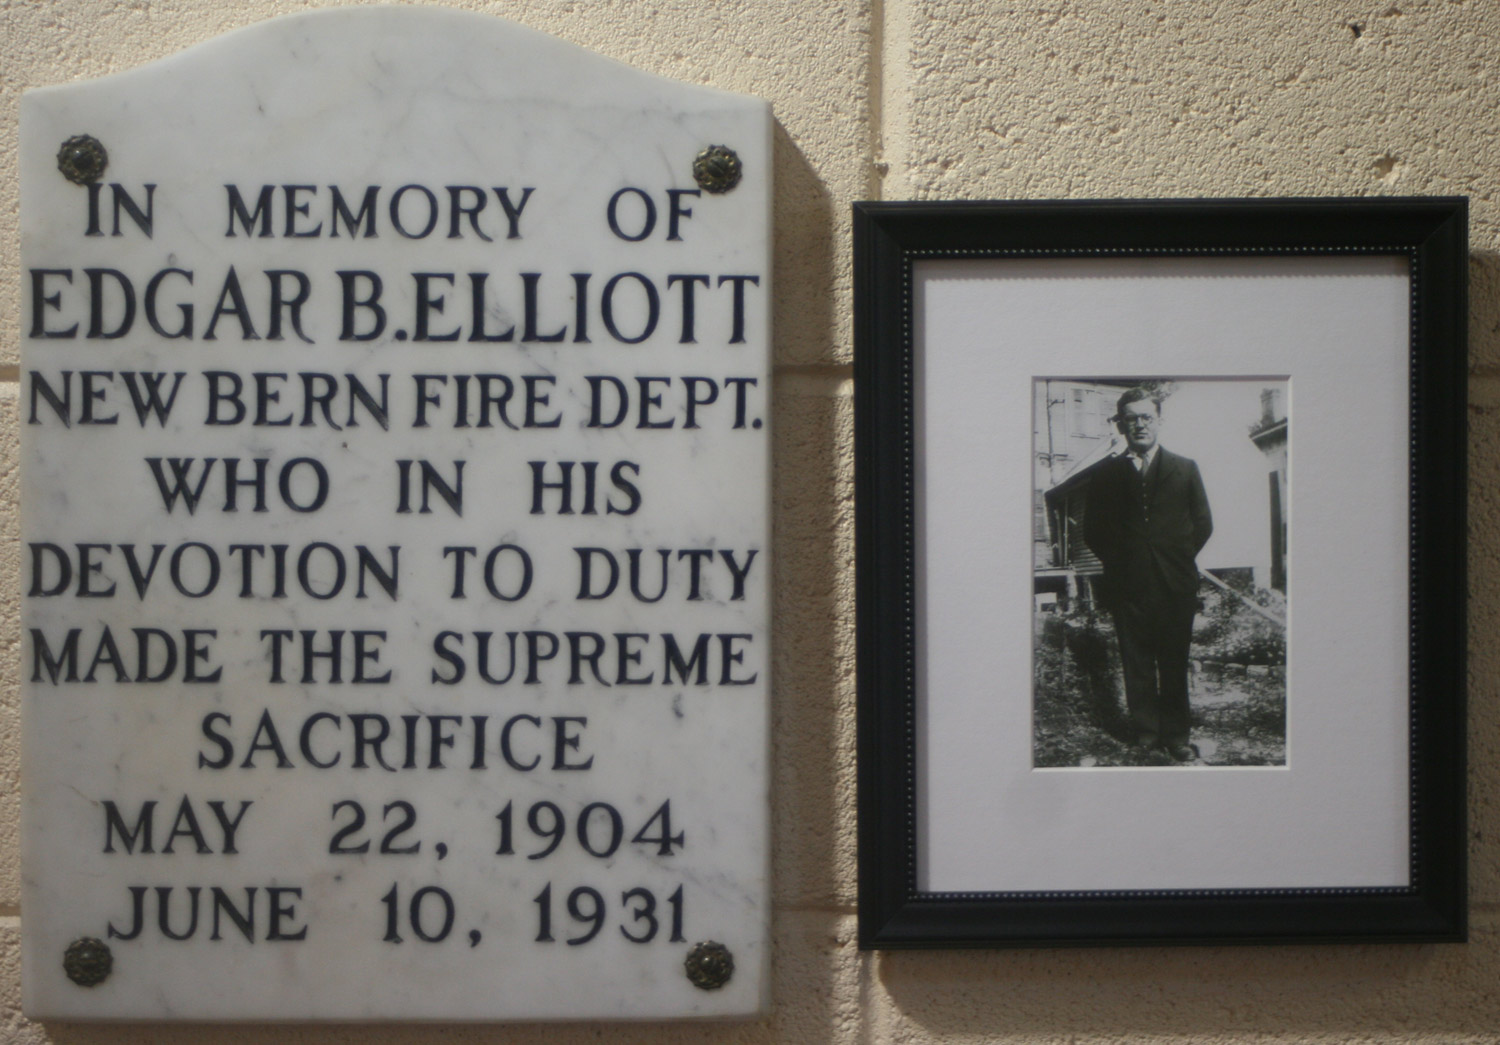 IN MEMORY OF
EDGAR B. ELLIOTT
NEW BERN FIRE DEPT.
WHO IN HIS
DEVOTION TO DUTY
MADE THE SUPREME
SACRIFICE
MAY 22, 1904
JUNE 10, 1931